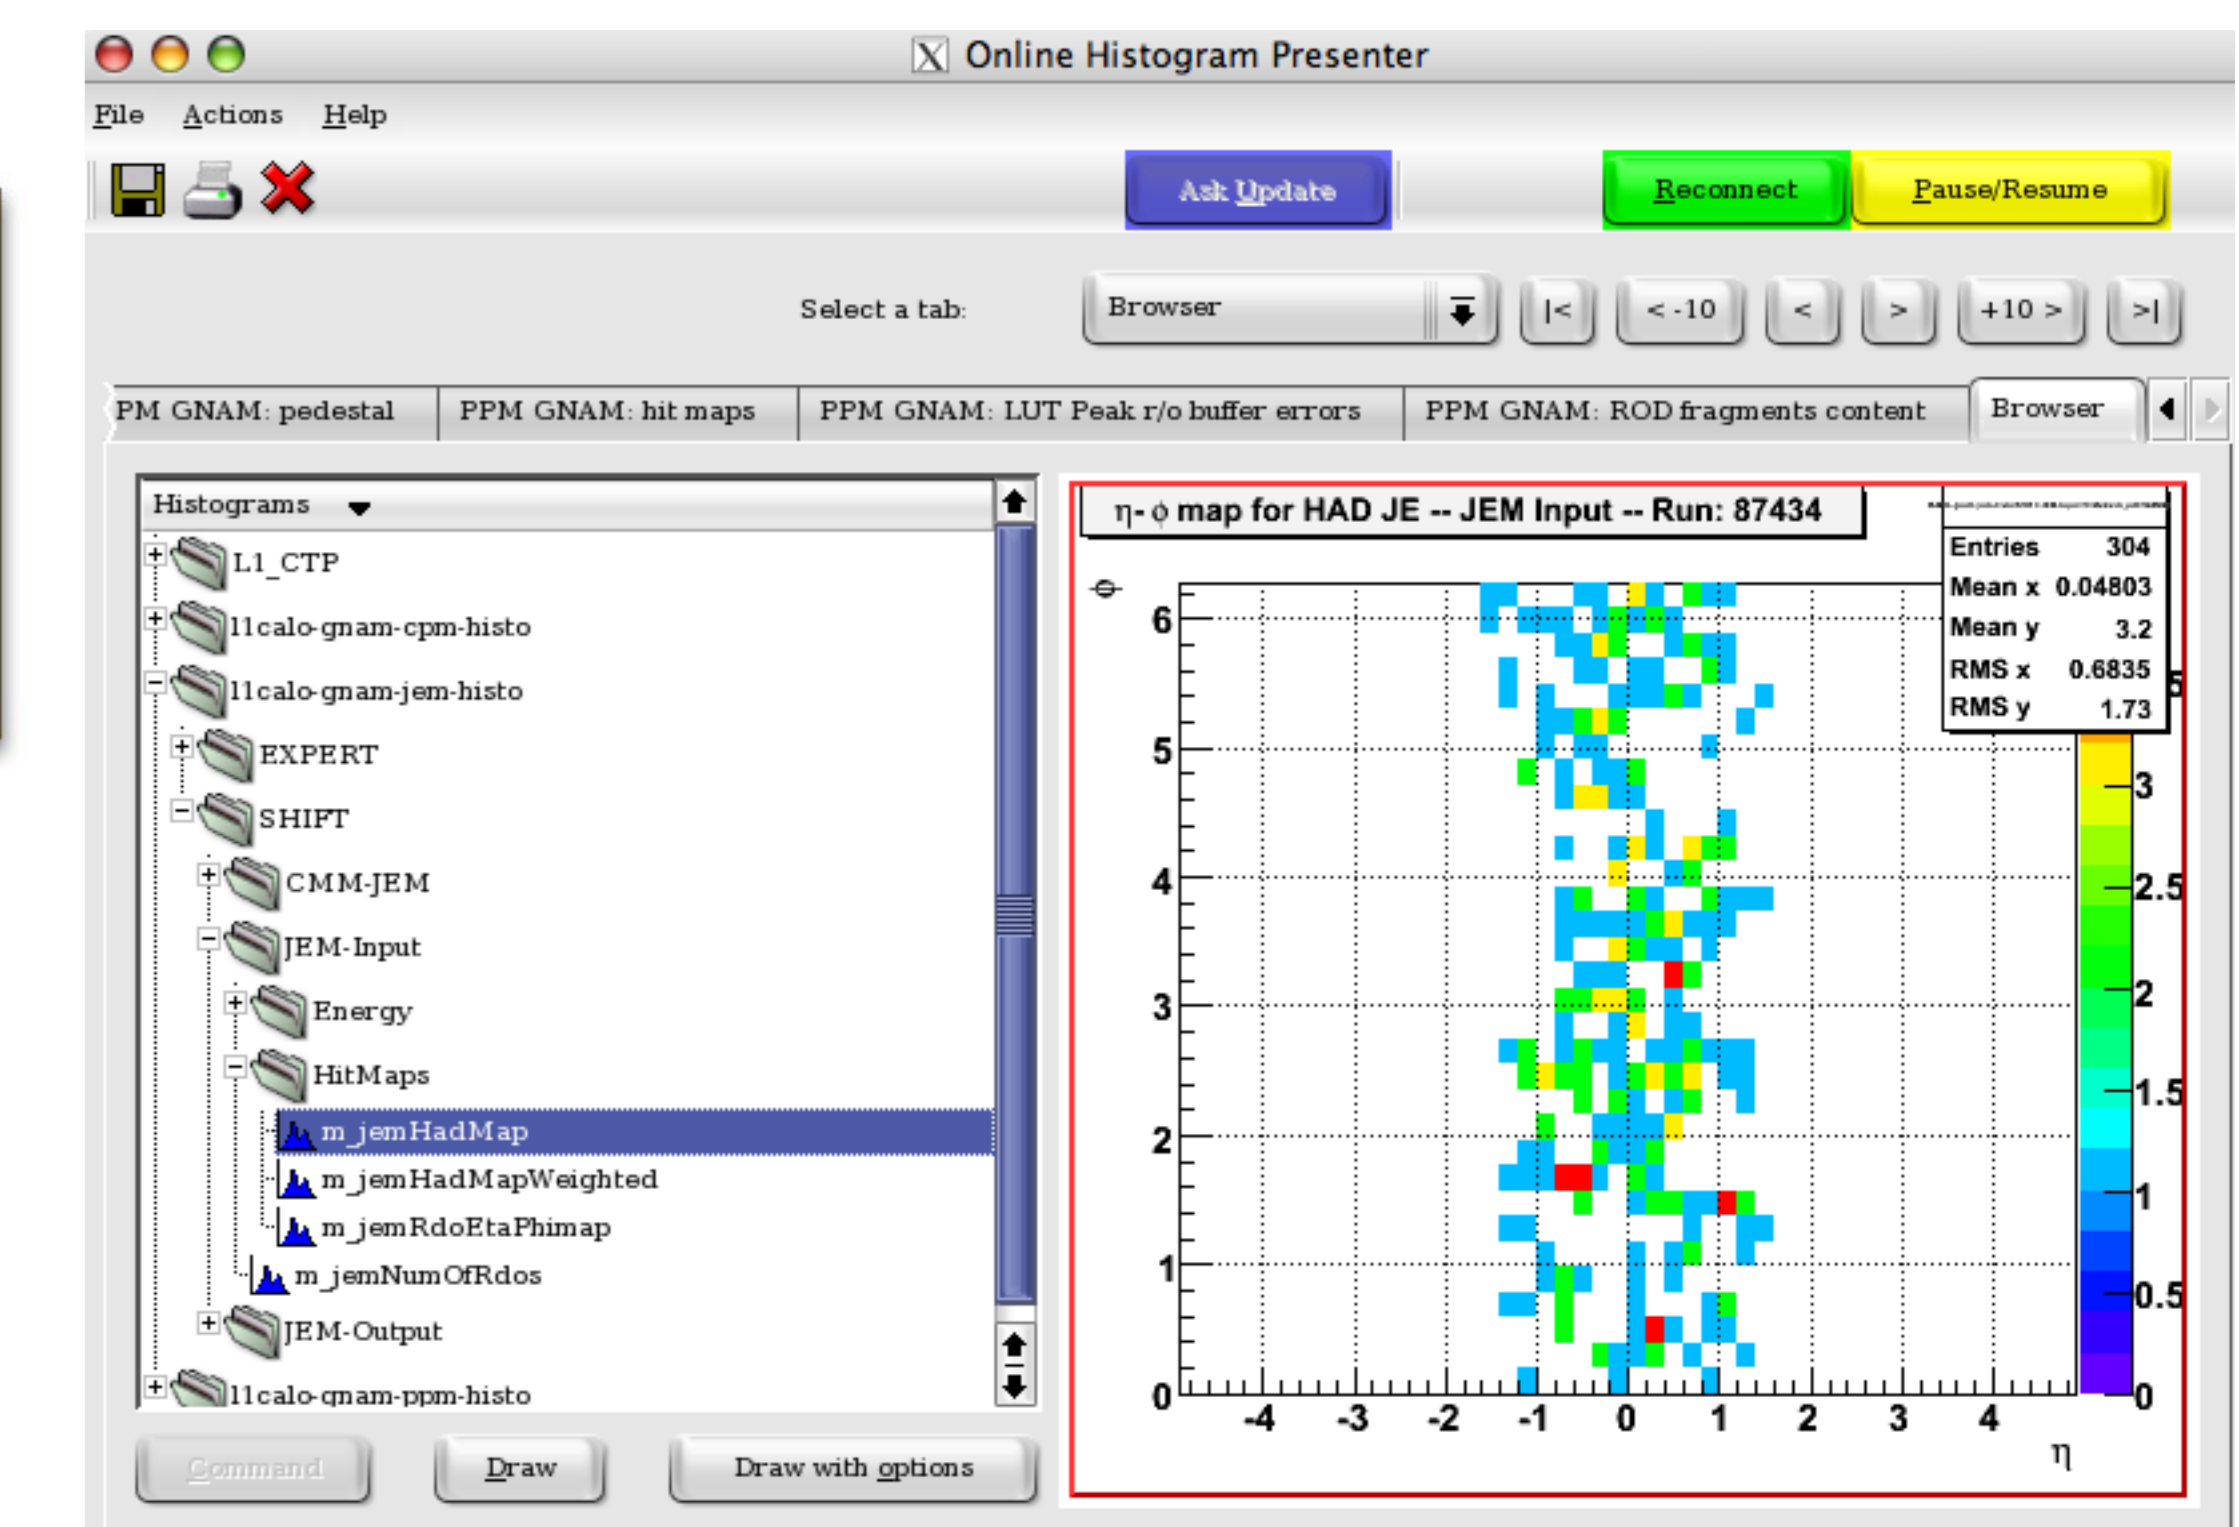 Online Histogram Presenter
File Actions Help
Ask Update Reconnect Pause/Resume
Select a tab: Browser |< < -10 < > +10 > >|
PM GNAM: pedestal PPM GNAM: hit maps PPM GNAM: LUT Peak r/o buffer errors PPM GNAM: ROD fragments content Browser
Histograms
L1_CTP
l1calo-gnam-cpm-histo
l1calo-gnam-jem-histo
EXPERT
SHIFT
CMM-JEM
JEM-Input
Energy
HitMaps
m_jemHadMap
m_jemHadMapWeighted
m_jemRdoEtaPhimap
m_jemNumOfRdos
JEM-Output
l1calo-gnam-ppm-histo
Command Draw Draw with options
η- φ map for HAD JE -- JEM Input -- Run: 87434
Entries 304
Mean x 0.04803
Mean y 3.2
RMS x 0.6835
RMS y 1.73
φ
6
5
4
3
2
1
0
-4 -3 -2 -1 0 1 2 3 4
η
5
3
2.5
2
1.5
1
0.5
0